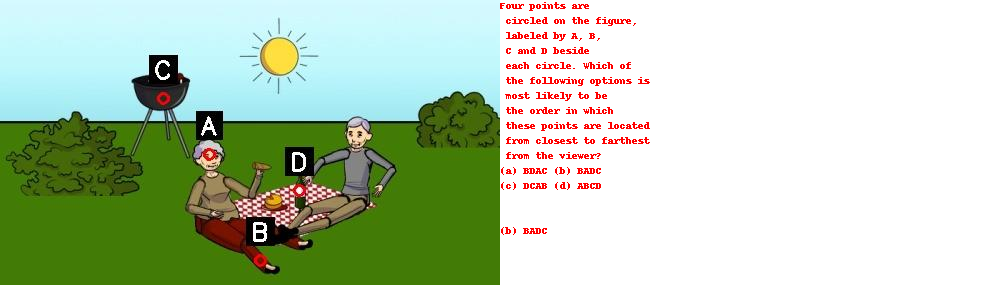 C
A
D
B
Four points are
circled on the figure,
labeled by A, B,
C and D beside
each circle. Which of
the following options is
most likely to be
the order in which
these points are located
from closest to farthest
from the viewer?
(a) BDAC (b) BADC
(c) DCAB (d) ABCD
(b) BADC